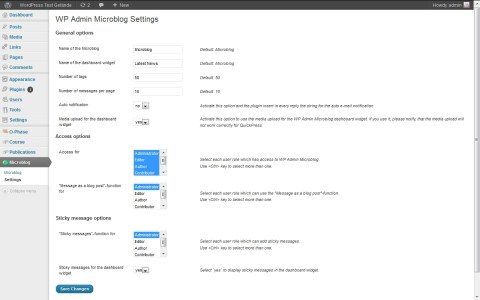 WordPress Test Gelände
2
+ New
Howdy, admin
Dashboard
Posts
Media
Links
Pages
Comments
Appearance
Plugins
Users
Tools
Settings
G-Phase
Course
Publications
Microblog
Microblog
Settings
Collapse menu
WP Admin Microblog Settings
General options
Name of the Microblog
Microblog
Default: Microblog
Name of the dashboard widget
Latest News
Default: Microblog
Number of tags
50
Default: 50
Number of messages per page
10
Default: 10
Auto notification
no
Activate this option and the plugin insert in every reply the string for the auto e-mail notification
Media upload for the dashboard widget
yes
Activate this option to use the media upload for the WP Admin Microblog dashboard widget. If you use it, please notify, that the media upload will
not work correctly for QuickPress.
Access options
Access for
Administrator
Editor
Author
Contributor
Select each user role which has access to WP Admin Microblog.
Use <Ctrl> key to select more than one.
"Message as a blog post"-function for
Administrator
Editor
Author
Contributor
Select each user role which can use the "Message as a blog post"-function.
Use <Ctrl> key to select more than one.
Sticky message options
"Sticky messages"-function for
Administrator
Editor
Author
Contributor
Select each user role which can add sticky messages.
Use <Ctrl> key to select more than one.
Sticky messages for the dashboard widget
yes
Select 'yes' to display sticky messages in the dashboard widget.
Save Changes